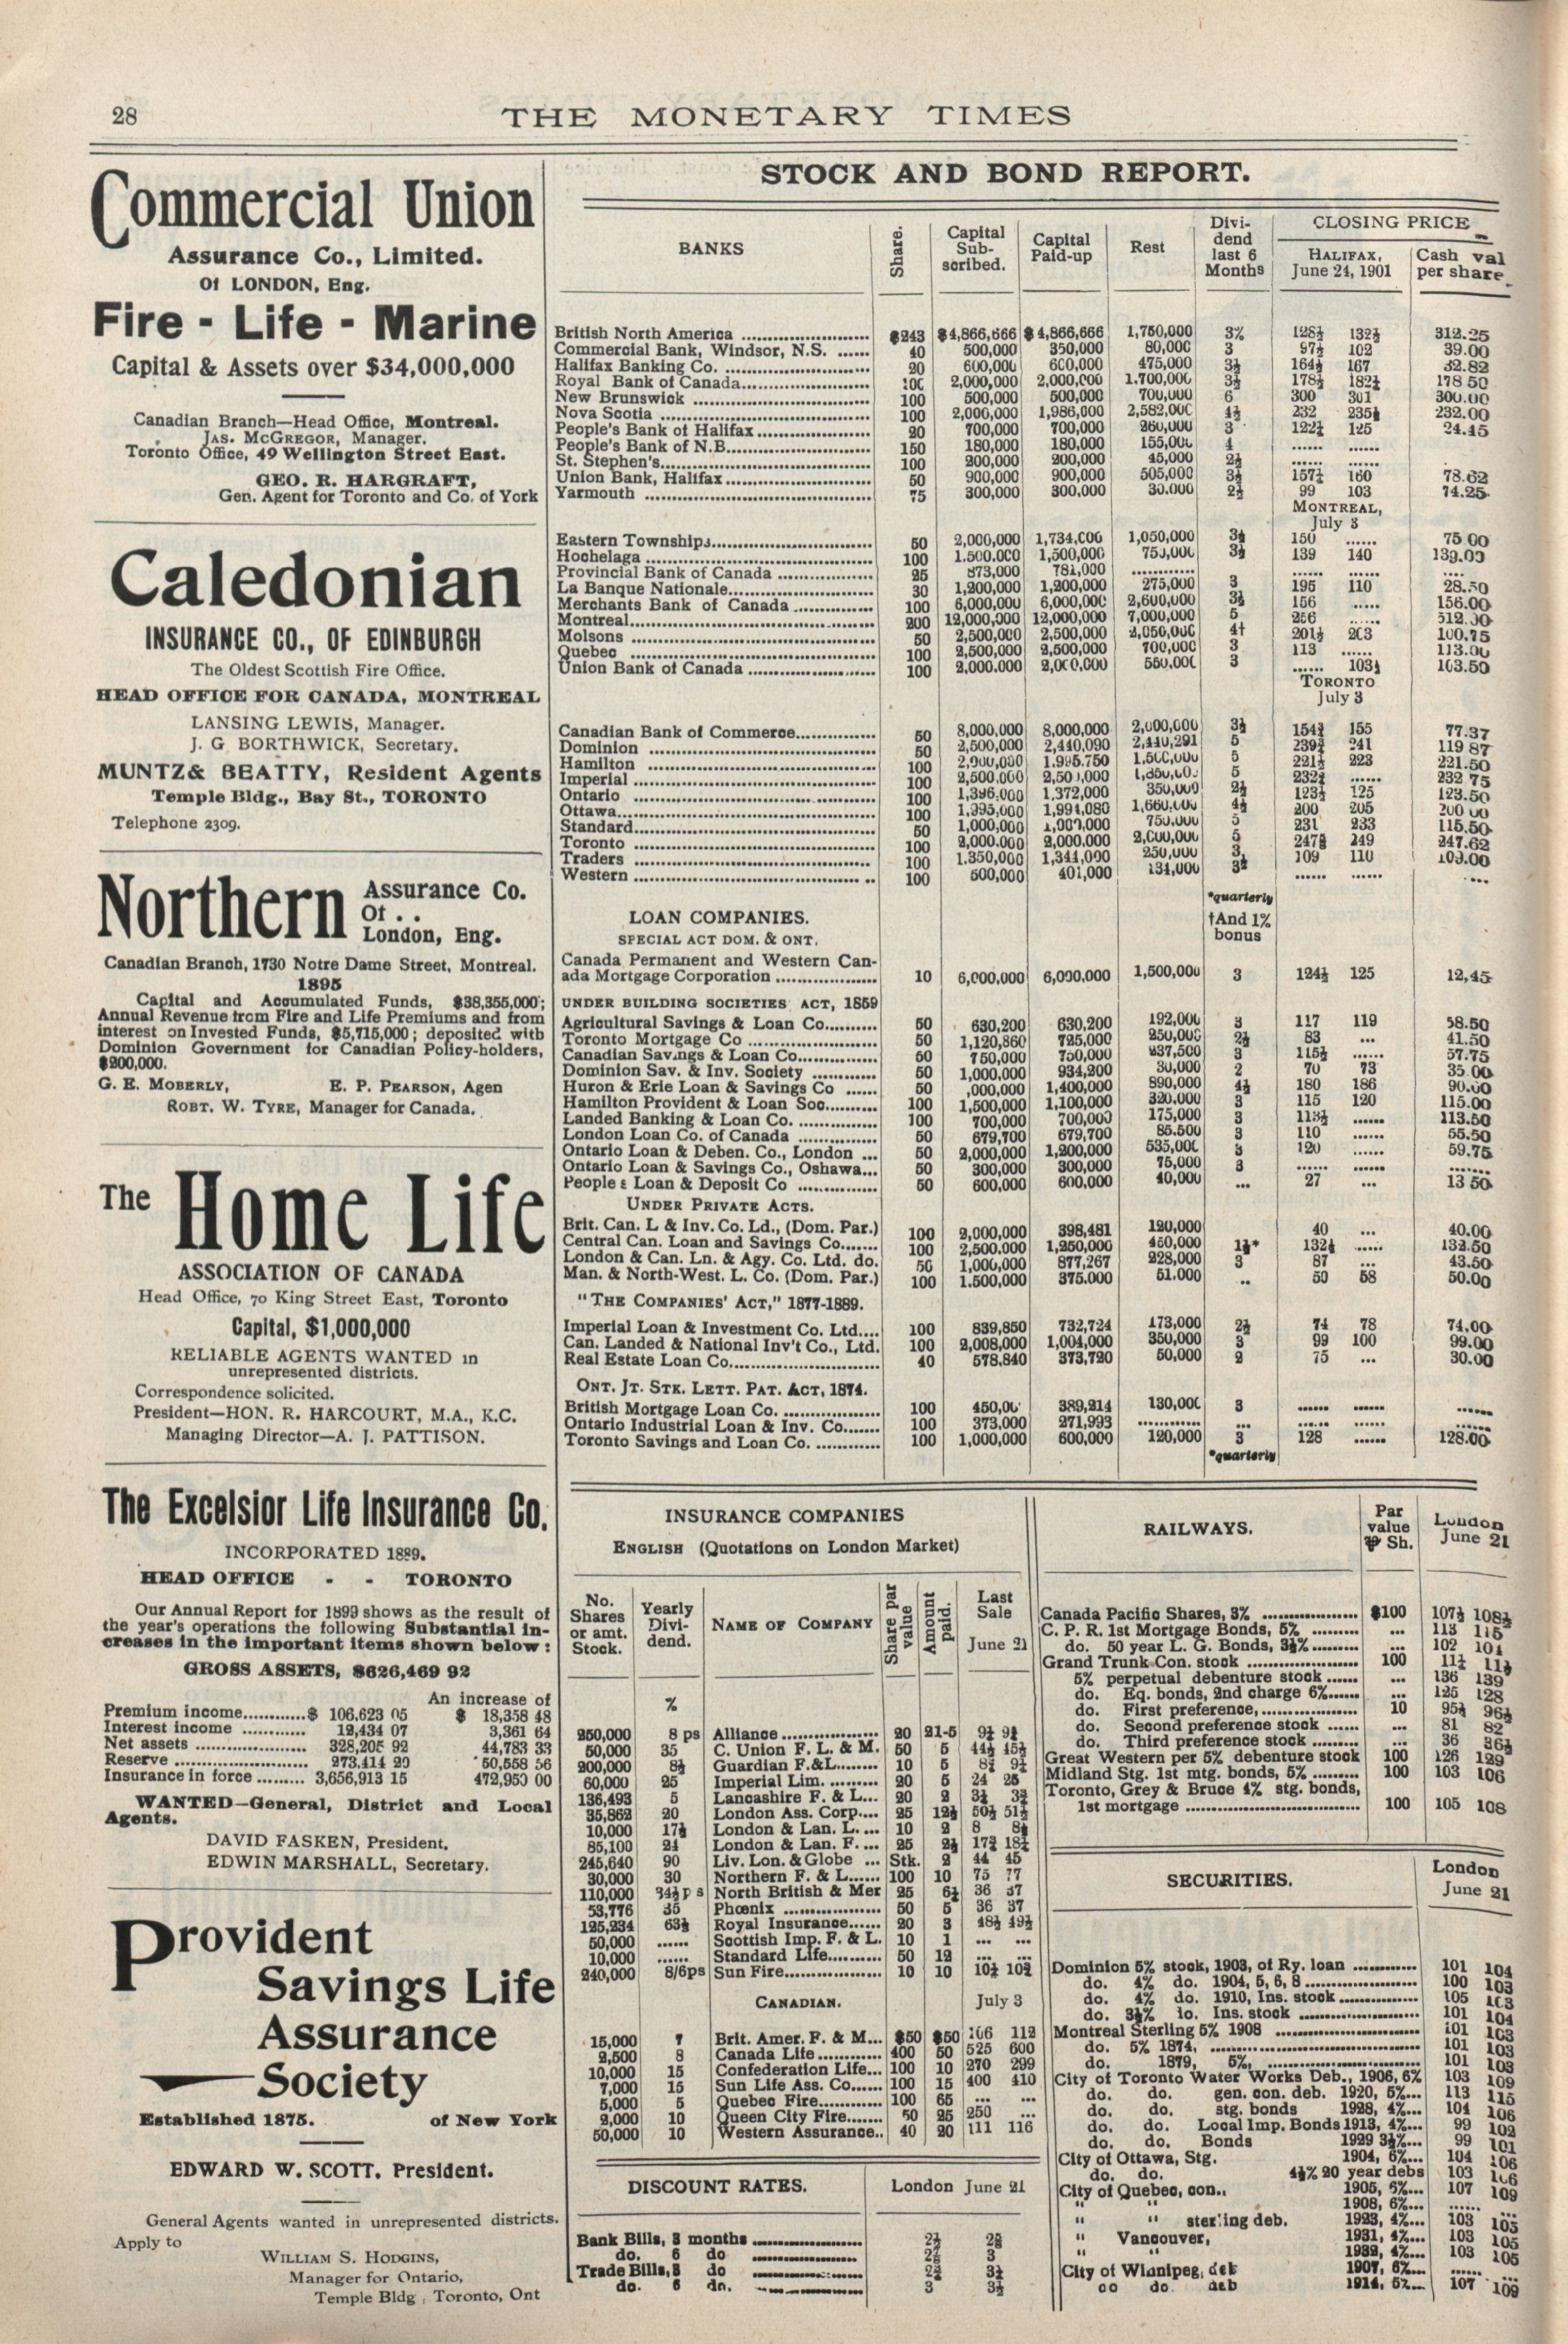 28
THE MONETARY TIMES
Commercial Union
Assurance Co., Limited.
Of LONDON, Eng.
Fire - Life - Marine
Capital & Assets over $34,000,000
Canadian Branch—Head Office, Montreal.
JAS. MCGREGOR, Manager.
Toronto Office, 49 Wellington Street East.
GEO. R. HARGRAFT,
Gen. Agent for Toronto and Co. of York
Caledonian
INSURANCE CO., OF EDINBURGH
The Oldest Scottish Fire Office.
HEAD OFFICE FOR CANADA, MONTREAL
LANSING LEWIS, Manager.
J. G BORTHWICK, Secretary.
MUNTZ & BEATTY, Resident Agents
Temple Bldg., Bay St., TORONTO
Telephone 2309.
Northern Assurance Co.
Of . .
London, Eng.
Canadian Branch, 1730 Notre Dame Street, Montreal.
1895
Capital and Accumulated Funds, $38,355,000;
Annual Revenue from Fire and Life Premiums and from
interest on Invested Funds, $5,715,000; deposited with
Dominion Government for Canadian Policy-holders,
$200,000.
G. E. MOBERLY, E. P. PEARSON, Agen
ROBT. W. TYRE, Manager for Canada.
The Home Life
ASSOCIATION OF CANADA
Head Office, 70 King Street East, Toronto
Capital, $1,000,000
RELIABLE AGENTS WANTED in
unrepresented districts.
Correspondence solicited.
President—HON. R. HARCOURT, M.A., K.C.
Managing Director—A. J. PATTISON.
The Excelsior Life Insurance Co.
INCORPORATED 1889.
HEAD OFFICE - - TORONTO
Our Annual Report for 1899 shows as the result of
the year's operations the following Substantial in-
creases in the important items shown below:
GROSS ASSETS, $626,469 92
An increase of
Premium income............$ 106,623 05 $ 18,358 48
Interest income ............ 12,434 07 3,361 64
Net assets ..................... 328,205 92 44,783 33
Reserve ......................... 273,414 20 50,558 56
Insurance in force ......... 3,656,913 15 472,950 00
WANTED—General, District and Local
Agents.
DAVID FASKEN, President.
EDWIN MARSHALL, Secretary.
Provident
Savings Life
Assurance
Society
Established 1875. of New York
EDWARD W. SCOTT, President.
General Agents wanted in unrepresented districts.
Apply to
WILLIAM S. HODGINS,
Manager for Ontario,
Temple Bldg , Toronto, Ont
STOCK AND BOND REPORT.
BANKS Share. Capital Sub-scribed. Capital Paid-up Rest Divi-dend last 6 Months CLOSING PRICE
HALIFAX, June 24, 1901 Cash val per share
British North America $243 $4,866,666 $4,866,666 1,750,000 3% 128½ 132½ 312.25
Commercial Bank, Windsor, N.S. 40 500,000 350,000 80,000 3 97½ 102 39.00
Halifax Banking Co. 20 600,000 600,000 475,000 3½ 164½ 167 32.82
Royal Bank of Canada 100 2,000,000 2,000,000 1,700,000 3½ 178½ 182½ 178 50
New Brunswick 100 500,000 500,000 700,000 6 300 301 300.00
Nova Scotia 100 2,000,000 1,986,000 2,582,000 4½ 232 235½ 232.00
People's Bank of Halifax 20 700,000 700,000 260,000 3 122½ 125 24.45
People's Bank of N.B. 150 180,000 180,000 155,000 4 ...... ......
St. Stephen's 100 200,000 200,000 45,000 2½ ...... ......
Union Bank, Halifax 50 900,000 900,000 505,000 3½ 157½ 160 78.62
Yarmouth 75 300,000 300,000 30.000 2½ 99 103 74.25
MONTREAL,
July 3
Eastern Townships 50 2,000,000 1,734,000 1,050,000 3½ 150 ...... 75 00
Hochelaga 100 1.500.000 1,500,000 750,000 3½ 139 140 139.00
Provincial Bank of Canada 25 873,000 781,000 ...... ...... ......
La Banque Nationale 30 1,200,000 1,200,000 275,000 3 195 110 28.50
Merchants Bank of Canada 100 6,000,000 6,000,000 2,600,000 3½ 156 ...... 156.00
Montreal 200 12,000,000 12,000,000 7,000,000 5 256 ...... 512.00
Molsons 50 2,500,000 2,500,000 2,050,000 4† 201½ 203 100.75
Quebec 100 2,500,000 2,500,000 700,000 3 113 ...... 113.00
Union Bank of Canada 100 2,000.000 2,000,000 550,000 3 ...... 103½ 103.50
TORONTO
July 3
Canadian Bank of Commerce 50 8,000,000 8,000,000 2,000,000 3½ 154¾ 155 77.37
Dominion 50 2,500,000 2,440,090 2,440,291 5 239¾ 241 119 87
Hamilton 100 2,000,000 1.995.750 1,500,000 5 221½ 223 221.50
Imperial 100 2,500.000 2,500,000 1,850,000 5 232¾ ...... 232 75
Ontario 100 1,396,000 1,372,000 350,000 2½ 123½ 125 123.50
Ottawa 100 1,995,000 1,994,080 1,660,000 4½ 200 205 200 00
Standard 50 1,000,000 1,000,000 750,000 5 231 233 115.50
Toronto 100 2,000.000 2,000.000 2,000,000 5 247⅝ 249 247.62
Traders 100 1.350,000 1,344,000 250,000 3 109 110 109.00
Western 100 500,000 401,000 134,000 3½ ...... ......
*quarterly
†And 1%
bonus
LOAN COMPANIES.
SPECIAL ACT DOM. & ONT.
Canada Permanent and Western Can-
ada Mortgage Corporation 10 6,000,000 6,000,000 1,500,000 3 124½ 125 12,45
UNDER BUILDING SOCIETIES ACT, 1859
Agricultural Savings & Loan Co. 50 630,200 630,200 192,000 3 117 119 58.50
Toronto Mortgage Co 50 1,120,860 725,000 250,000 2½ 83 ... 41.50
Canadian Savings & Loan Co. 50 750,000 750,000 237,500 3 115½ ...... 57.75
Dominion Sav. & Inv. Society 50 1,000,000 934,200 30,000 2 70 73 35.00
Huron & Erie Loan & Savings Co 50 ,000,000 1,400,000 890,000 4½ 180 186 90.00
Hamilton Provident & Loan Soc. 100 1,500,000 1,100,000 320.000 3 115 120 115.00
Landed Banking & Loan Co. 100 700,000 700,000 175,000 3 113½ ...... 113.50
London Loan Co. of Canada 50 679,700 679,700 85.500 3 110 ...... 55.50
Ontario Loan & Deben. Co., London 50 2,000,000 1,200,000 535,000 3 120 ...... 59.75
Ontario Loan & Savings Co., Oshawa 50 300,000 300,000 75,000 3 ...... ......
People s Loan & Deposit Co 50 600,000 600,000 40,000 ... 27 ... 13 50
UNDER PRIVATE ACTS.
Brit. Can. L & Inv. Co. Ld., (Dom. Par.) 100 2,000,000 398,481 120,000 40 ... 40.00
Central Can. Loan and Savings Co. 100 2,500.000 1,250,000 450,000 1½* 132½ ...... 132.50
London & Can. Ln. & Agy. Co. Ltd. do. 50 1,000,000 877,267 228,000 3 87 ... 43.50
Man. & North-West. L. Co. (Dom. Par.) 100 1.500,000 375.000 51.000 .. 50 58 50.00
"THE COMPANIES' ACT," 1877-1889.
Imperial Loan & Investment Co. Ltd. 100 839,850 732,724 173,000 2½ 74 78 74.00
Can. Landed & National Inv't Co., Ltd. 100 2,008,000 1,004,000 350,000 3 99 100 99.00
Real Estate Loan Co. 40 578,840 373,720 50,000 2 75 ... 30.00
ONT. JT. STK. LETT. PAT. ACT, 1874.
British Mortgage Loan Co. 100 450,00 389,214 130,000 3 ...... ......
Ontario Industrial Loan & Inv. Co. 100 373,000 271,993 ...... ... ...... ......
Toronto Savings and Loan Co. 100 1,000,000 600,000 120,000 3 128 ...... 128.00
*quarterly
INSURANCE COMPANIES
ENGLISH (Quotations on London Market)
No. Shares or amt. Stock. Yearly Divi-dend. NAME OF COMPANY Share par value Amount paid. Last Sale June 21
%
250,000 8 ps Alliance 20 21-5 9¼ 9¾
50,000 35 C. Union F. L. & M. 50 5 44½ 45½
200,000 8½ Guardian F.&L. 10 5 8¾ 9¼
60,000 25 Imperial Lim. 20 5 24 25
136,493 5 Lancashire F. & L. 20 2 3½ 3¾
35,862 20 London Ass. Corp. 25 12½ 50½ 51½
10,000 17½ London & Lan. L. 10 2 8 8½
85,100 24 London & Lan. F. 25 2½ 17¾ 18¼
245,640 90 Liv. Lon. & Globe Stk. 2 44 45
30,000 30 Northern F. & L. 100 10 75 77
110,000 34½ p s North British & Mer 25 6¼ 36 37
53,776 35 Phœnix 50 5 36 37
125,234 63½ Royal Insurance 20 3 48½ 49½
50,000 ...... Scottish Imp. F. & L. 10 1 ... ...
10,000 ...... Standard Life 50 12 ... ...
240,000 8/6ps Sun Fire 10 10 10¼ 10¾
CANADIAN. July 3
15,000 7 Brit. Amer. F. & M. $50 $50 106 112
2,500 8 Canada Life 400 50 525 600
10,000 15 Confederation Life 100 10 270 299
7,000 15 Sun Life Ass. Co. 100 15 400 410
5,000 5 Quebec Fire 100 65 ... ...
2,000 10 Queen City Fire 50 25 250 ...
50,000 10 Western Assurance 40 20 111 116
DISCOUNT RATES. London June 21
Bank Bills, 3 months
do. 6 do 3
Trade Bills, 3 do
do. 6 do. 3 3½
RAILWAYS. Par value ⅌ Sh. London June 21
Canada Pacific Shares, 3% $100 107½ 108½
C. P. R. 1st Mortgage Bonds, 5% ... 113 115
do. 50 year L. G. Bonds, 3½% ... 102 104
Grand Trunk Con. stock 100 11¼ 11½
5% perpetual debenture stock ... 136 139
do. Eq. bonds, 2nd charge 6% ... 125 128
do. First preference, 10 95½ 96½
do. Second preference stock ... 81 82
do. Third preference stock ... 36 36½
Great Western per 5% debenture stock 100 126 129
Midland Stg. 1st mtg. bonds, 5% 100 103 106
Toronto, Grey & Bruce 4% stg. bonds,
1st mortgage 100 105 108
SECURITIES. London June 21
Dominion 5% stock, 1903, of Ry. loan 101 104
do. 4% do. 1904, 5, 6, 8 100 103
do. 4% do. 1910, Ins. stock 105
do. 3½% do. Ins. stock 101 104
Montreal Sterling 5% 1908 101 103
do. 5% 1874, 101 103
do. 1879, 5%, 101 103
City of Toronto Water Works Deb., 1906, 6% 103 109
do. do. gen. con. deb. 1920, 5% 113 115
do. do. stg. bonds 1928, 4% 104 106
do. do. Local Imp. Bonds 1913, 4% 99 102
do. do. Bonds 1929 3½% 99 101
City of Ottawa, Stg. 1904, 6% 104 106
do. do. 4½% 20 year debs 103 106
City of Quebec, con., 1905, 6% 107 109
1908, 6% ...... ...
" " sterling deb. 1923, 4% 103 105
" Vancouver, 1931, 4% 103 105
" " 1932, 4% 103 105
City of Winnipeg, deb 1907, 6% ...... ...
do do. deb 1914, 5% 107 109